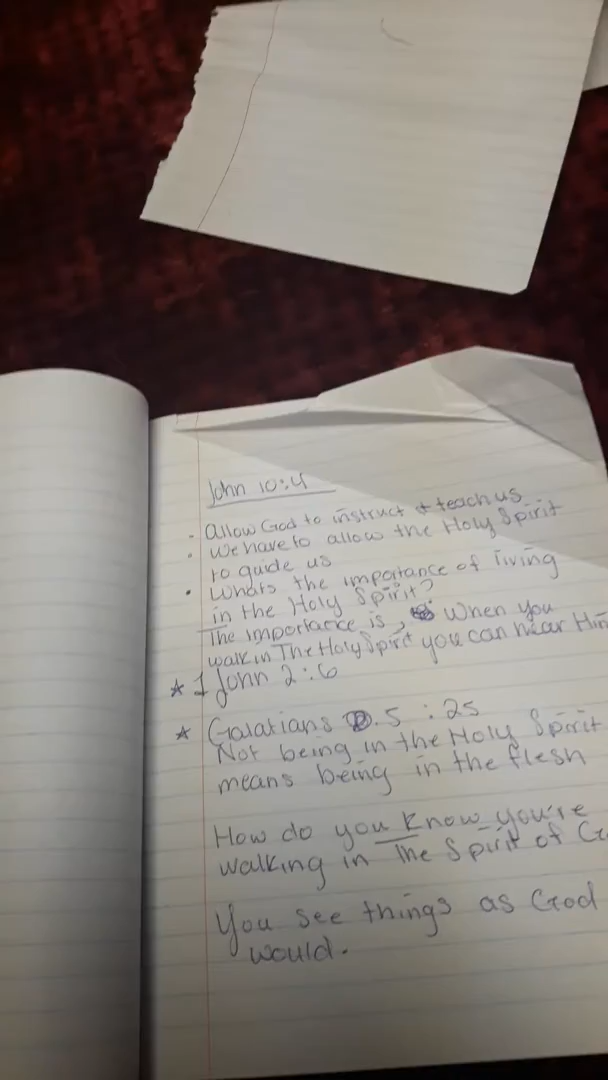 John 10:4
- Allow God to instruct & teach us
- We have to allow the Holy Spirit
to guide us
• Whats the importance of living
in the Holy Spirit?
The importance is, When you
walk in The Holy Spirit you can hear Him
* 1 John 2:6
* Galatians 5:25
Not being in the Holy Spirit
means being in the flesh
How do you know you're
walking in The Spirit of
You see things as God
would.